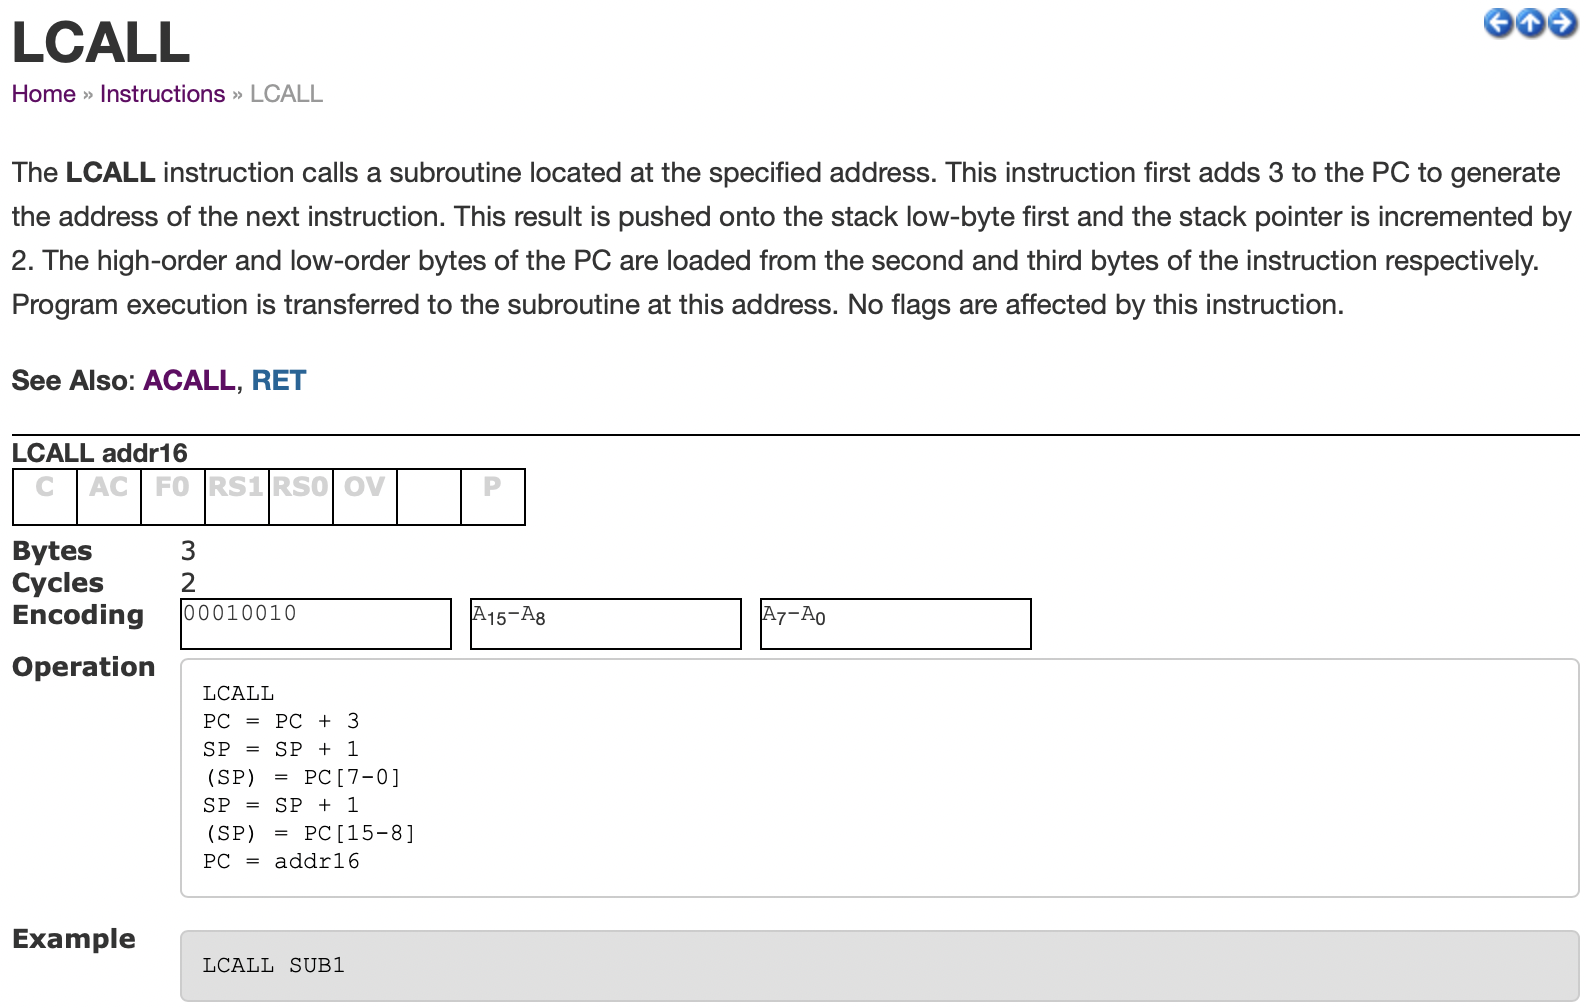 LCALL
Home » Instructions » LCALL
The LCALL instruction calls a subroutine located at the specified address. This instruction first adds 3 to the PC to generate
the address of the next instruction. This result is pushed onto the stack low-byte first and the stack pointer is incremented by
2. The high-order and low-order bytes of the PC are loaded from the second and third bytes of the instruction respectively.
Program execution is transferred to the subroutine at this address. No flags are affected by this instruction.
See Also: ACALL, RET
LCALL addr16
C AC F0 RS1 RS0 OV P
Bytes 3
Cycles 2
Encoding 00010010 A15-A8 A7-A0
Operation
LCALL
PC = PC + 3
SP = SP + 1
(SP) = PC[7-0]
SP = SP + 1
(SP) = PC[15-8]
PC = addr16
Example
LCALL SUB1